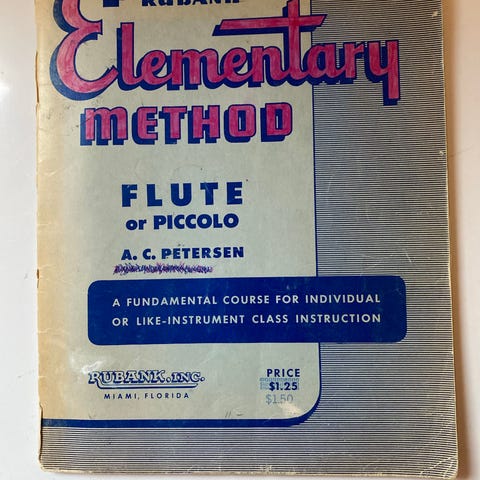 RUBANK
Elementary
METHOD
FLUTE
or PICCOLO
A. C. PETERSEN
A FUNDAMENTAL COURSE FOR INDIVIDUAL
OR LIKE-INSTRUMENT CLASS INSTRUCTION
RUBANK, INC.
MIAMI, FLORIDA
PRICE
$1.25
$1.50